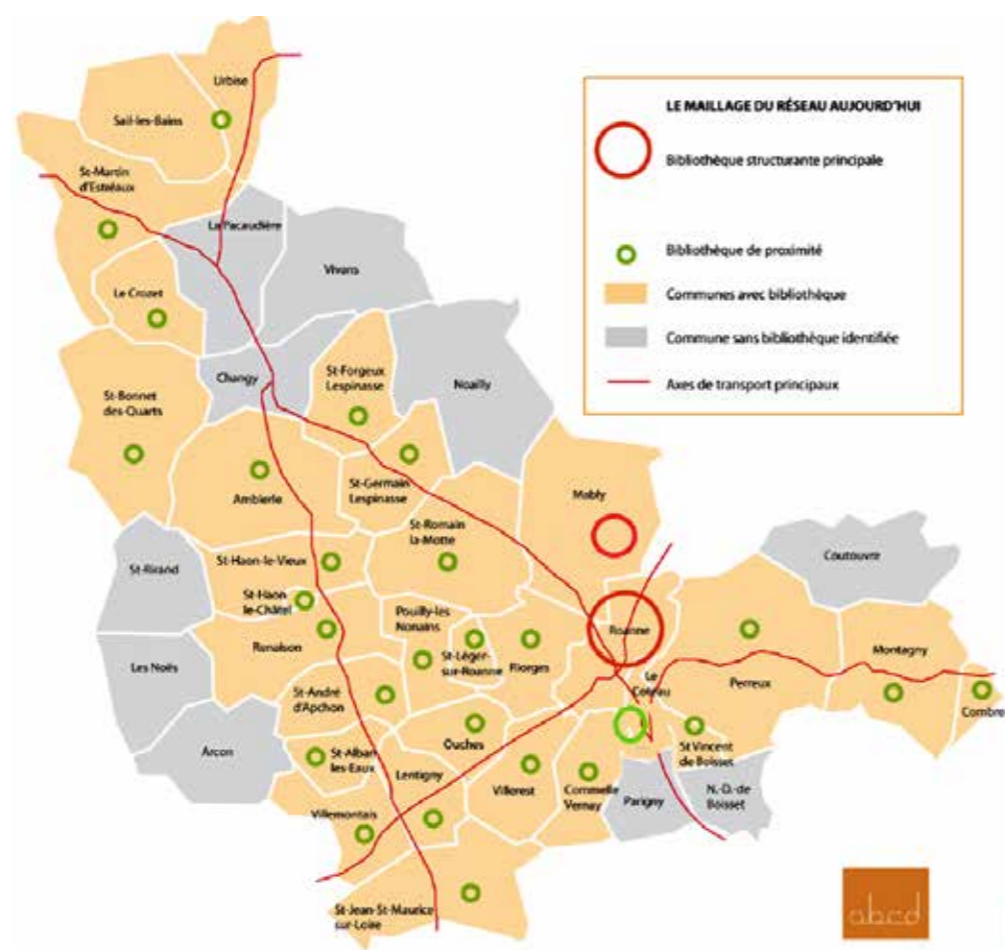 Urbise
Sail-les-Bains
St-Martin
d'Estréaux
La Pacaudière
Vivans
Le Crozet
Changy
St-Forgeux
Lespinasse
Noailly
St-Bonnet
des-Quarts
Ambierle
St-Germain
Lespinasse
Mably
St-Romain
la-Motte
Coutouvre
St-Rirand
St-Haon-le-Vieux
St-Haon
le-Châtel
Renaison
Pouilly-les
Nonains
St-Léger-
sur-Roanne
Riorges
Roanne
Le
Coteau
Perreux
Montagny
Combre
Les Noës
St-André
d'Apchon
Arcon
St-Alban
les-Eaux
Ouches
Lentigny
Villerest
Commelle
Vernay
St Vincent
de Boisset
Parigny
N.-D.-de
Boisset
Villemontais
St-Jean-St-Maurice
sur-Loire
LE MAILLAGE DU RÉSEAU AUJOURD'HUI
Bibliothèque structurante principale
Bibliothèque de proximité
Communes avec bibliothèque
Commune sans bibliothèque identifiée
Axes de transport principaux
abcd